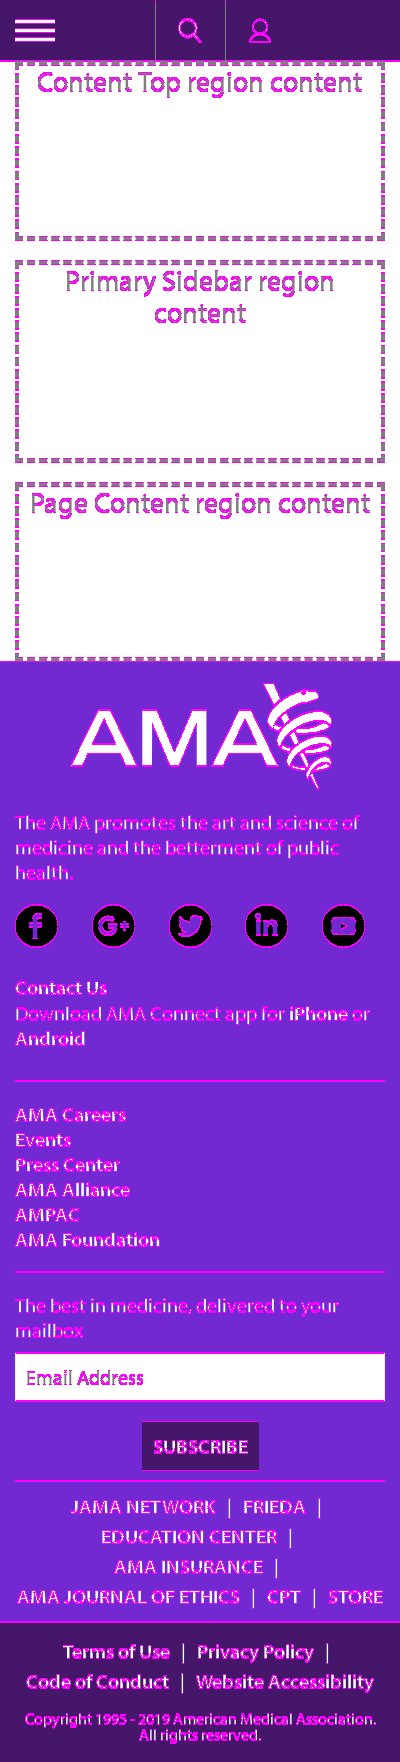 Content Top region content
Primary Sidebar region
content
Page Content region content
AMA
The AMA promotes the art and science of
medicine and the betterment of public
health.
Contact Us
Download AMA Connect app for iPhone or
Android
AMA Careers
Events
Press Center
AMA Alliance
AMPAC
AMA Foundation
The best in medicine, delivered to your
mailbox
Email Address
SUBSCRIBE
JAMA NETWORK | FRIEDA |
EDUCATION CENTER |
AMA INSURANCE |
AMA JOURNAL OF ETHICS | CPT | STORE
Terms of Use | Privacy Policy |
Code of Conduct | Website Accessibility
Copyright 1995 - 2019 American Medical Association.
All rights reserved.